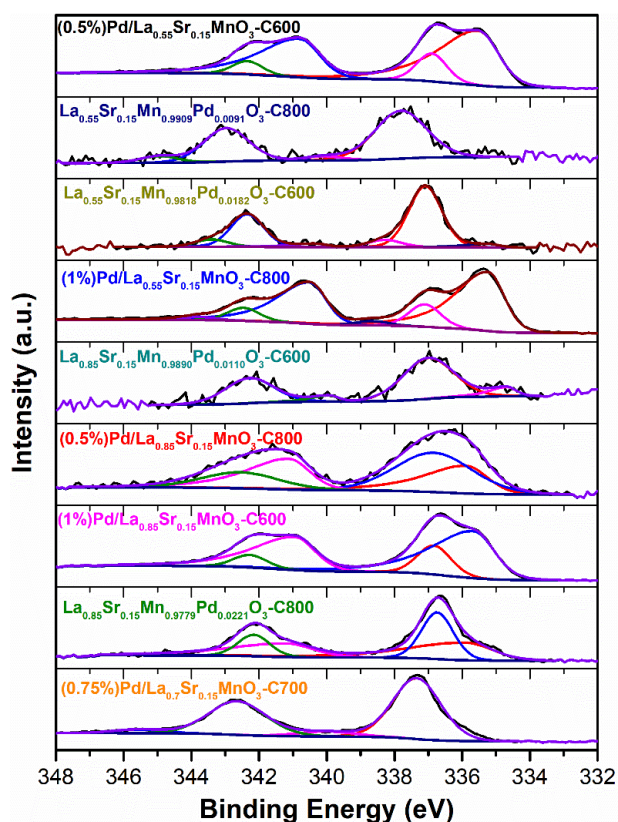 (0.5%)Pd/La0.55Sr0.15MnO3-C600
La0.55Sr0.15Mn0.9909Pd0.0091O3-C800
La0.55Sr0.15Mn0.9818Pd0.0182O3-C600
(1%)Pd/La0.55Sr0.15MnO3-C800
La0.85Sr0.15Mn0.9890Pd0.0110O3-C600
(0.5%)Pd/La0.85Sr0.15MnO3-C800
(1%)Pd/La0.85Sr0.15MnO3-C600
La0.85Sr0.15Mn0.9779Pd0.0221O3-C800
(0.75%)Pd/La0.7Sr0.15MnO3-C700
Intensity (a.u.)
348 346 344 342 340 338 336 334 332
Binding Energy (eV)